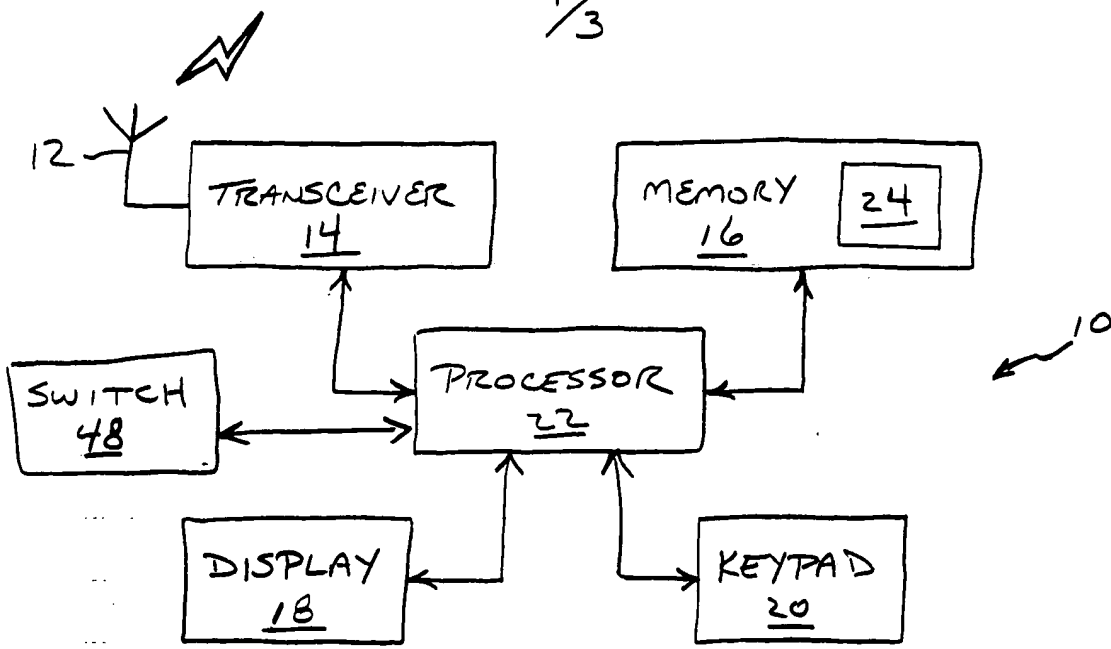 1/3
12
TRANSCEIVER
14
MEMORY
16
24
10
SWITCH
48
PROCESSOR
22
DISPLAY
18
KEYPAD
20